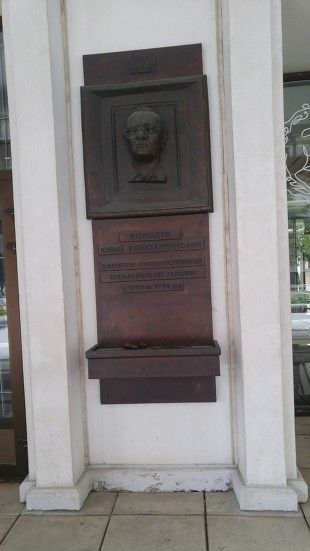 КОРОЛЕВ
ЮРИЙ КОНСТАНТИНОВИЧ
ДИРЕКТОР ГОСУДАРСТВЕННОЙ
ТРЕТЬЯКОВСКОЙ ГАЛЕРЕИ
с 1980 по 1992 год